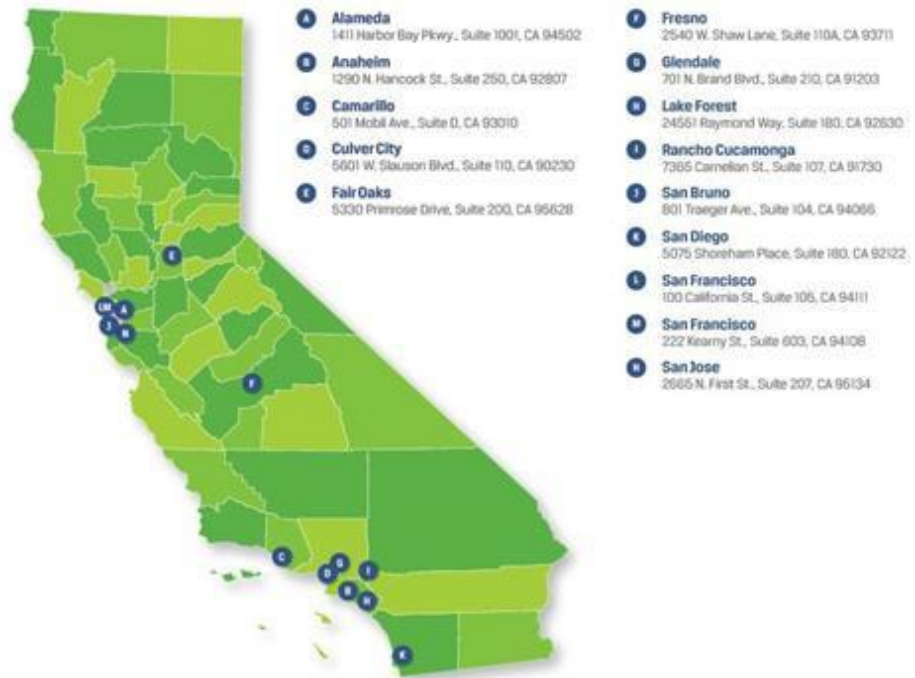 A Alameda
1411 Harbor Bay Pkwy., Suite 1001, CA 94502
B Anaheim
1290 N. Hancock St., Suite 250, CA 92807
C Camarillo
501 Mobil Ave., Suite D, CA 93010
D Culver City
5601 W. Slauson Blvd., Suite 110, CA 90230
E Fair Oaks
5330 Primrose Drive, Suite 200, CA 95628
F Fresno
2540 W. Shaw Lane, Suite 110A, CA 93711
G Glendale
701 N. Brand Blvd., Suite 210, CA 91203
H Lake Forest
24551 Raymond Way, Suite 180, CA 92630
I Rancho Cucamonga
7365 Carnelian St., Suite 107, CA 91730
J San Bruno
801 Traeger Ave., Suite 104, CA 94066
K San Diego
5075 Shoreham Place, Suite 180, CA 92122
L San Francisco
100 California St., Suite 105, CA 94111
M San Francisco
222 Kearny St., Suite 603, CA 94108
N San Jose
2665 N. First St., Suite 207, CA 95134
E
LM A
J N
F
C
G
D I
B
H
K